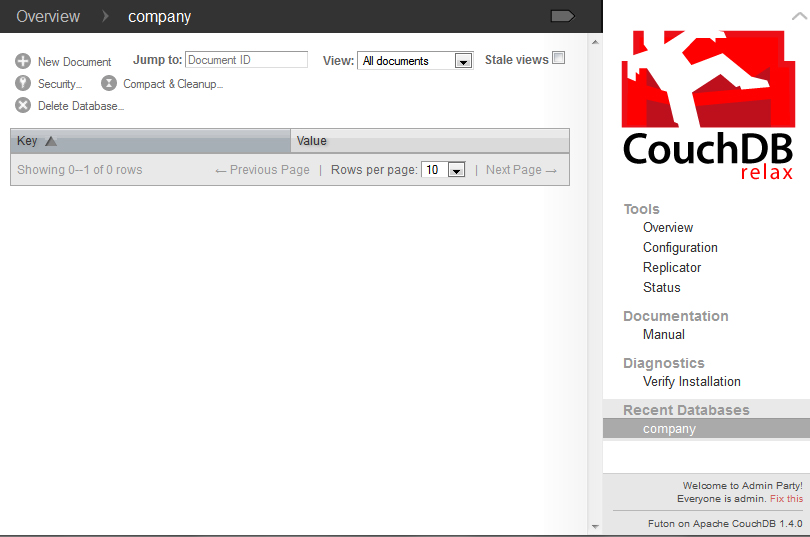 Overview company
New Document Jump to: Document ID View: All documents Stale views
Security... Compact & Cleanup...
Delete Database...
Key Value
Showing 0--1 of 0 rows ← Previous Page | Rows per page: 10 | Next Page →
CouchDB
relax
Tools
Overview
Configuration
Replicator
Status
Documentation
Manual
Diagnostics
Verify Installation
Recent Databases
company
Welcome to Admin Party!
Everyone is admin. Fix this
Futon on Apache CouchDB 1.4.0